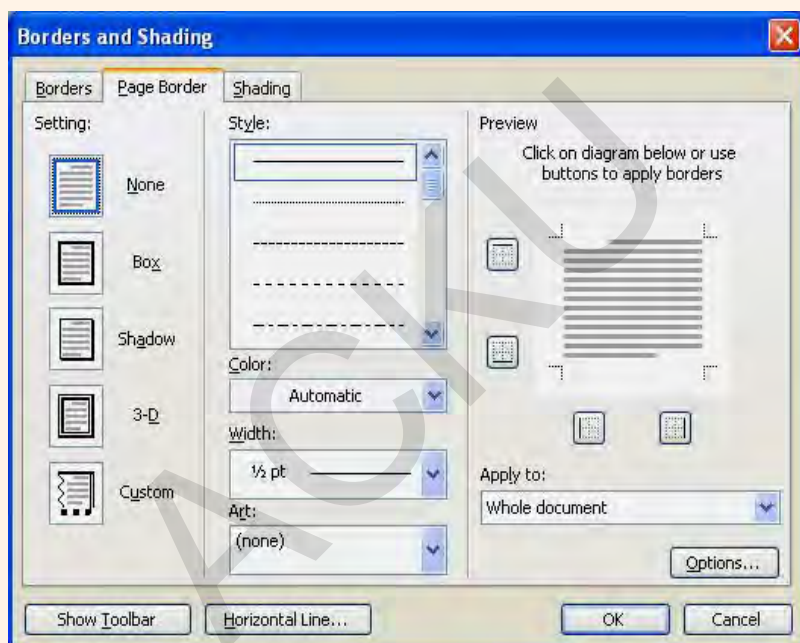 Borders and Shading
Borders
Page Border
Shading
Setting:
None
Box
Shadow
3-D
Custom
Style:
Color:
Automatic
Width:
½ pt
Art:
(none)
Preview
Click on diagram below or use
buttons to apply borders
Apply to:
Whole document
Options...
Show Toolbar
Horizontal Line...
OK
Cancel
ACKU